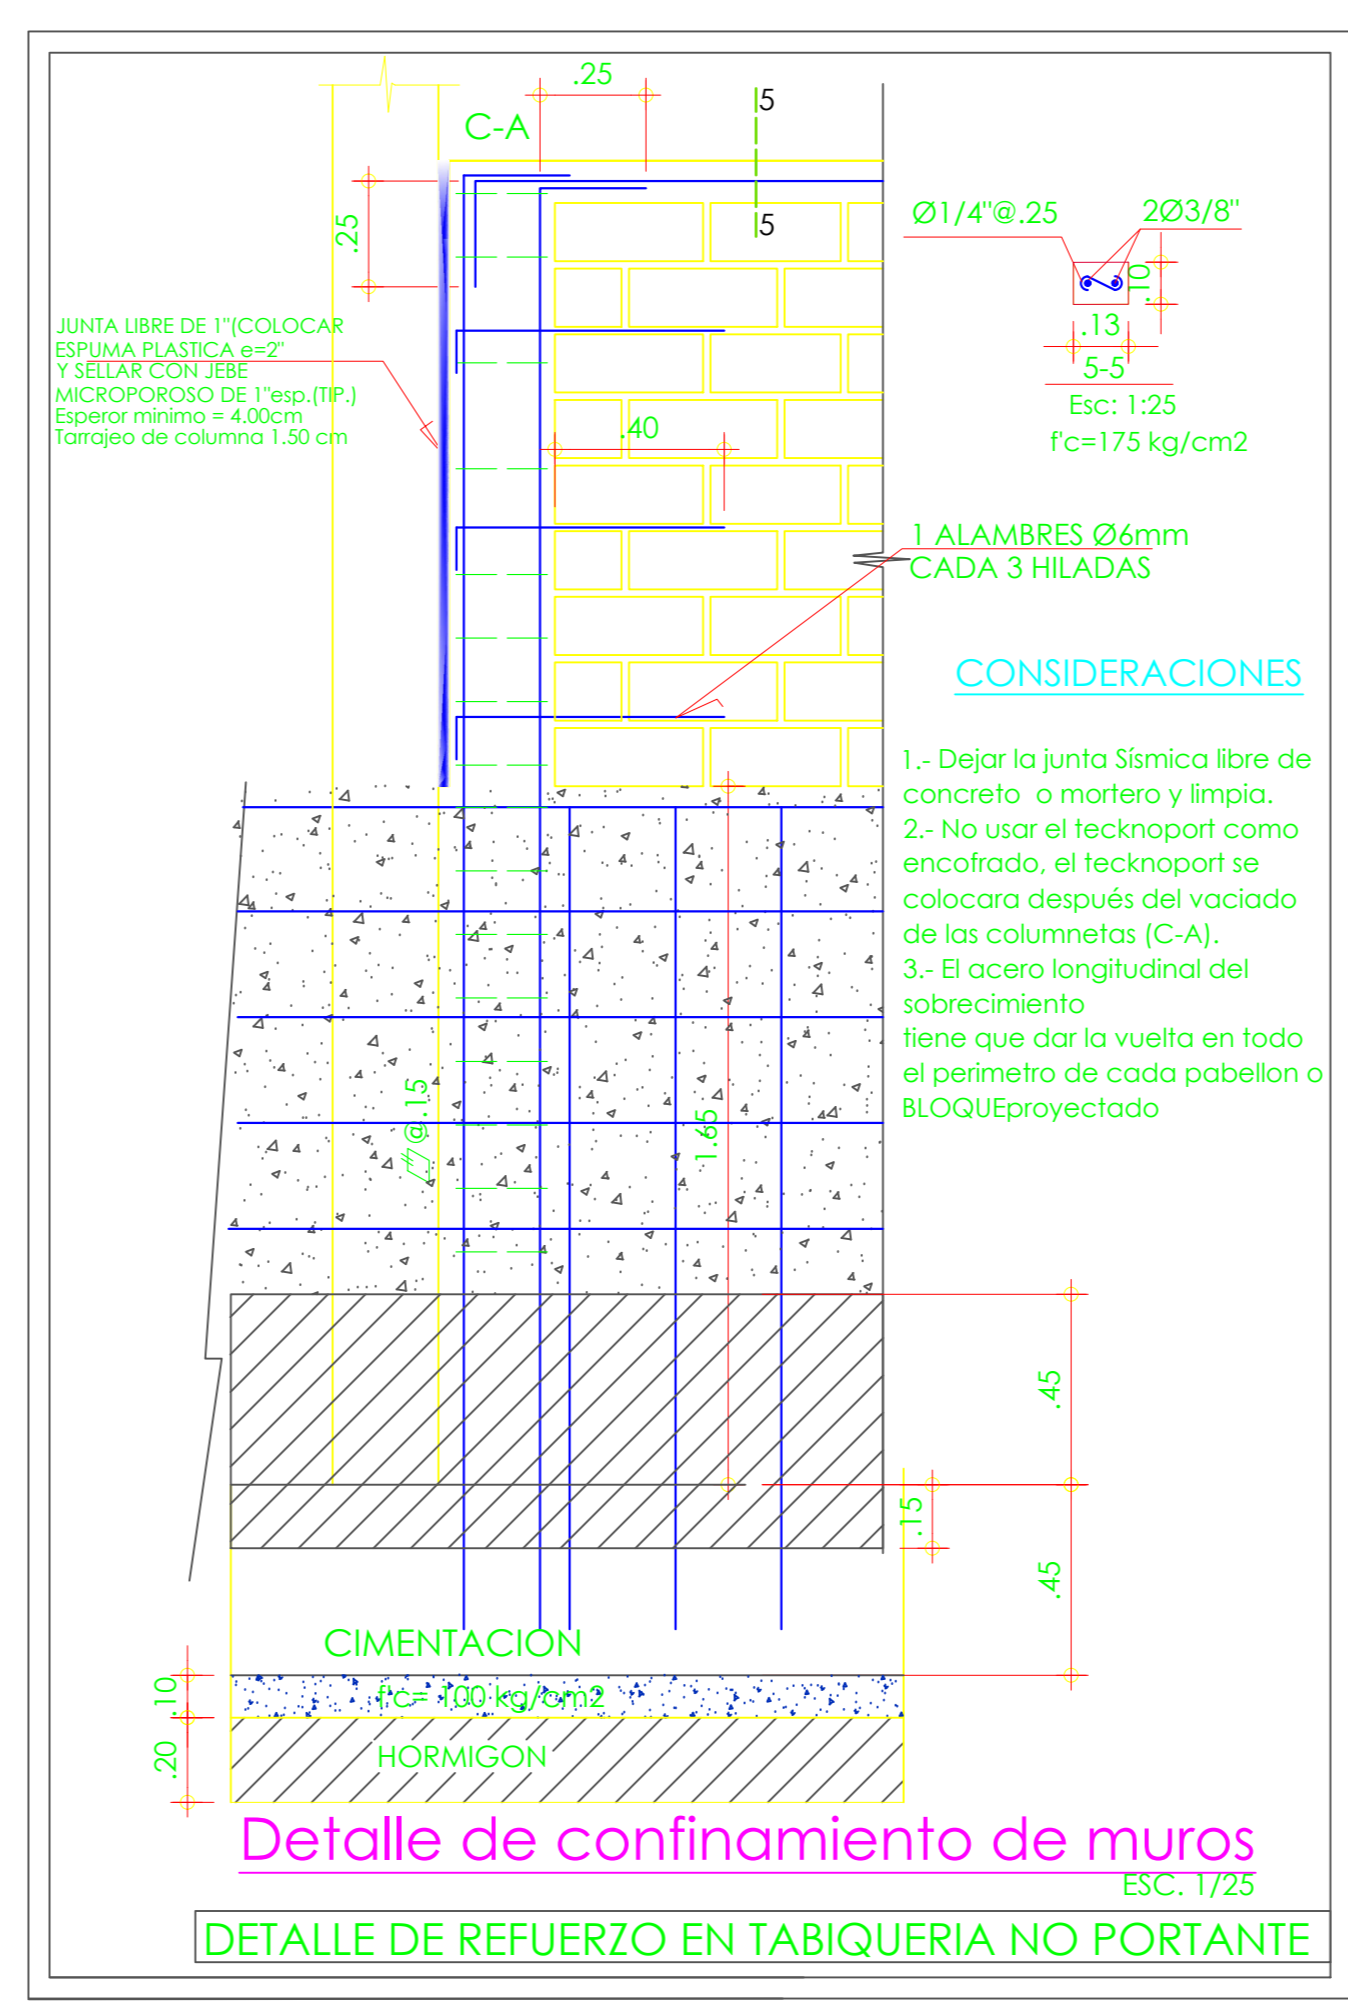 .25
5
C-A
5
.25
Ø1/4"@.25
2Ø3/8"
.10
.13
5-5
Esc: 1:25
f'c=175 kg/cm2
JUNTA LIBRE DE 1"(COLOCAR
ESPUMA PLASTICA e=2"
Y SELLAR CON JEBE
MICROPOROSO DE 1"esp.(TIP.)
Esperor minimo = 4.00cm
Tarrajeo de columna 1.50 cm
.40
1 ALAMBRES Ø6mm
CADA 3 HILADAS
CONSIDERACIONES
1.- Dejar la junta Sísmica libre de
concreto o mortero y limpia.
2.- No usar el tecknoport como
encofrado, el tecknoport se
colocara después del vaciado
de las columnetas (C-A).
3.- El acero longitudinal del
sobrecimiento
tiene que dar la vuelta en todo
el perimetro de cada pabellon o
BLOQUEproyectado
@.15
1.65
.45
.15
.45
CIMENTACION
.10
f'c= 100 kg/cm2
.20
HORMIGON
Detalle de confinamiento de muros
ESC. 1/25
DETALLE DE REFUERZO EN TABIQUERIA NO PORTANTE